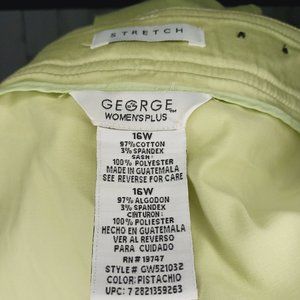 STRETCH
GEORGE
WOMEN'S PLUS
16W
97% COTTON
3% SPANDEX
SASH:
100% POLYESTER
MADE IN GUATEMALA
SEE REVERSE FOR CARE
16W
97% ALGODON
3% SPANDEX
CINTURON:
100% POLYESTER
HECHO EN GUATEMALA
VER AL REVERSO
PARA CUIDADO
RN# 19747
STYLE# GW521032
COLOR: PISTACHIO
UPC: 7 2821359263